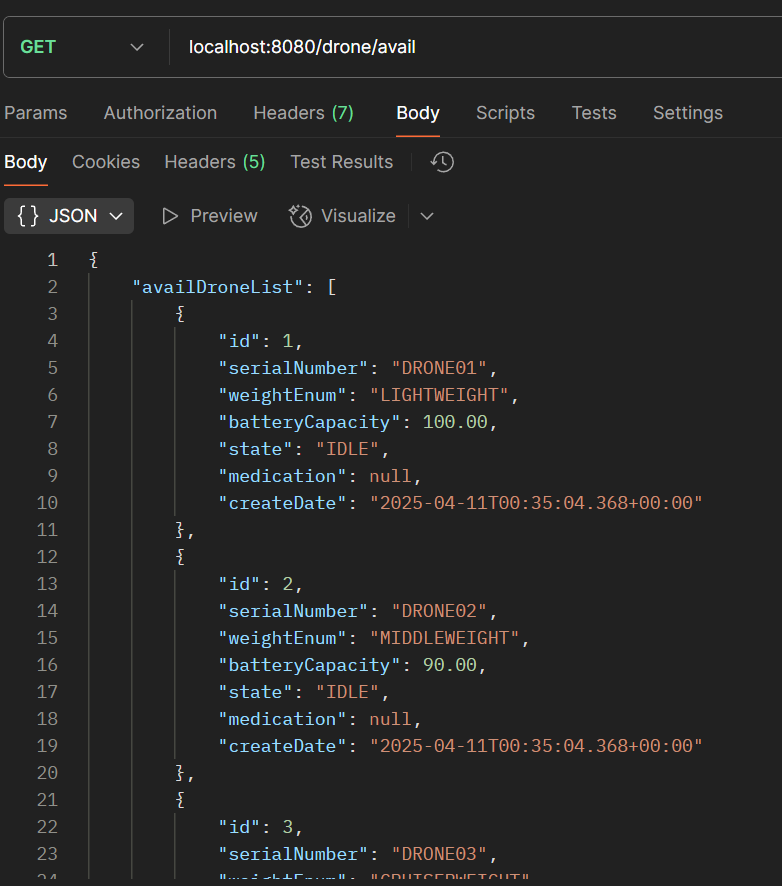 GET localhost:8080/drone/avail
Params Authorization Headers (7) Body Scripts Tests Settings
Body Cookies Headers (5) Test Results
{} JSON Preview Visualize
1 {
2 "availDroneList": [
3 {
4 "id": 1,
5 "serialNumber": "DRONE01",
6 "weightEnum": "LIGHTWEIGHT",
7 "batteryCapacity": 100.00,
8 "state": "IDLE",
9 "medication": null,
10 "createDate": "2025-04-11T00:35:04.368+00:00"
11 },
12 {
13 "id": 2,
14 "serialNumber": "DRONE02",
15 "weightEnum": "MIDDLEWEIGHT",
16 "batteryCapacity": 90.00,
17 "state": "IDLE",
18 "medication": null,
19 "createDate": "2025-04-11T00:35:04.368+00:00"
20 },
21 {
22 "id": 3,
23 "serialNumber": "DRONE03",
24 "weightEnum": "CRUISERWEIGHT"